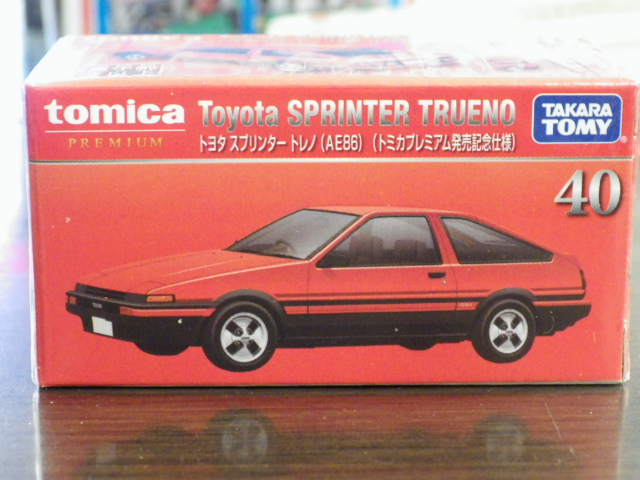 tomica
PREMIUM
Toyota SPRINTER TRUENO
トヨタ スプリンター トレノ（AE86）（トミカプレミアム発売記念仕様）
TAKARA
TOMY
40